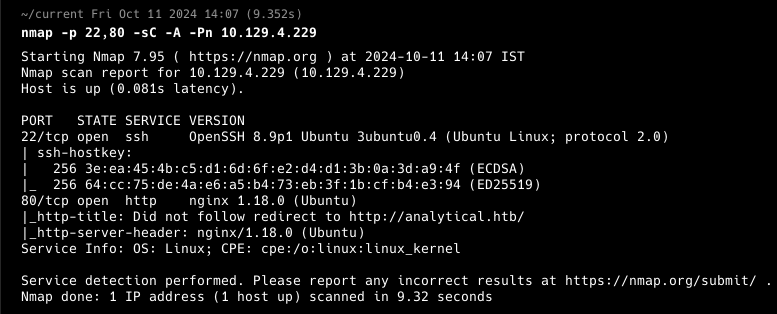 ~/current Fri Oct 11 2024 14:07 (9.352s)
nmap -p 22,80 -sC -A -Pn 10.129.4.229
Starting Nmap 7.95 ( https://nmap.org ) at 2024-10-11 14:07 IST
Nmap scan report for 10.129.4.229 (10.129.4.229)
Host is up (0.081s latency).
PORT   STATE SERVICE VERSION
22/tcp open  ssh     OpenSSH 8.9p1 Ubuntu 3ubuntu0.4 (Ubuntu Linux; protocol 2.0)
| ssh-hostkey:
|   256 3e:ea:45:4b:c5:d1:6d:6f:e2:d4:d1:3b:0a:3d:a9:4f (ECDSA)
|_  256 64:cc:75:de:4a:e6:a5:b4:73:eb:3f:1b:cf:b4:e3:94 (ED25519)
80/tcp open  http    nginx 1.18.0 (Ubuntu)
|_http-title: Did not follow redirect to http://analytical.htb/
|_http-server-header: nginx/1.18.0 (Ubuntu)
Service Info: OS: Linux; CPE: cpe:/o:linux:linux_kernel
Service detection performed. Please report any incorrect results at https://nmap.org/submit/ .
Nmap done: 1 IP address (1 host up) scanned in 9.32 seconds